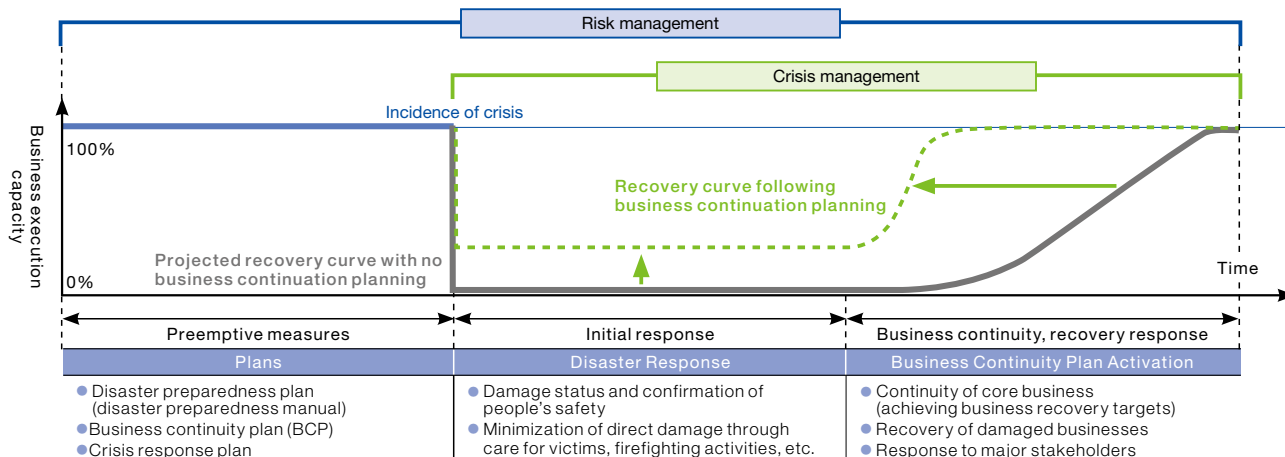 Risk management
Crisis management
Incidence of crisis
Business execution
capacity
100%
0%
Recovery curve following
business continuation planning
Projected recovery curve with no
business continuation planning
Time
Preemptive measures
Initial response
Business continuity, recovery response
Plans
Disaster Response
Business Continuity Plan Activation
● Disaster preparedness plan
(disaster preparedness manual)
● Business continuity plan (BCP)
● Crisis response plan
● Damage status and confirmation of
people's safety
● Minimization of direct damage through
care for victims, firefighting activities, etc.
● Continuity of core business
(achieving business recovery targets)
● Recovery of damaged businesses
● Response to major stakeholders